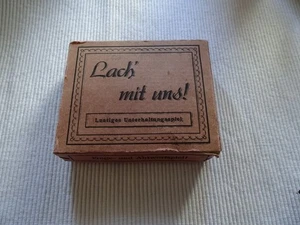 Lach'
mit uns!
Lustiges Unterhaltungsspiel